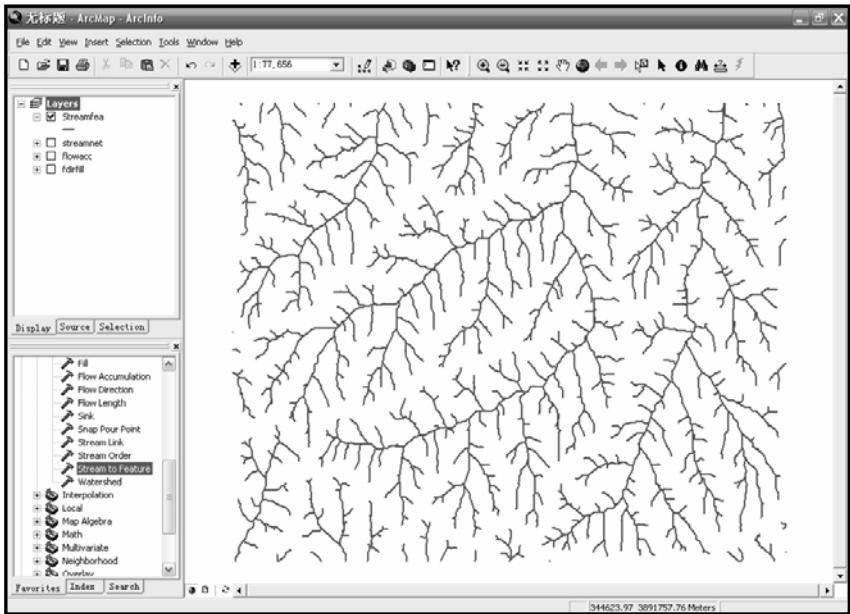 无标题 - ArcMap - ArcInfo
File Edit View Insert Selection Tools Window Help
1:77,656
Layers
Streamfea
streamnet
flowacc
fdirfill
Display Source Selection
Fill
Flow Accumulation
Flow Direction
Flow Length
Sink
Snap Pour Point
Stream Link
Stream Order
Stream to Feature
Watershed
Interpolation
Local
Map Algebra
Math
Multivariate
Neighborhood
Overlay
Favorites Index Search
344623.97 3891757.76 Meters